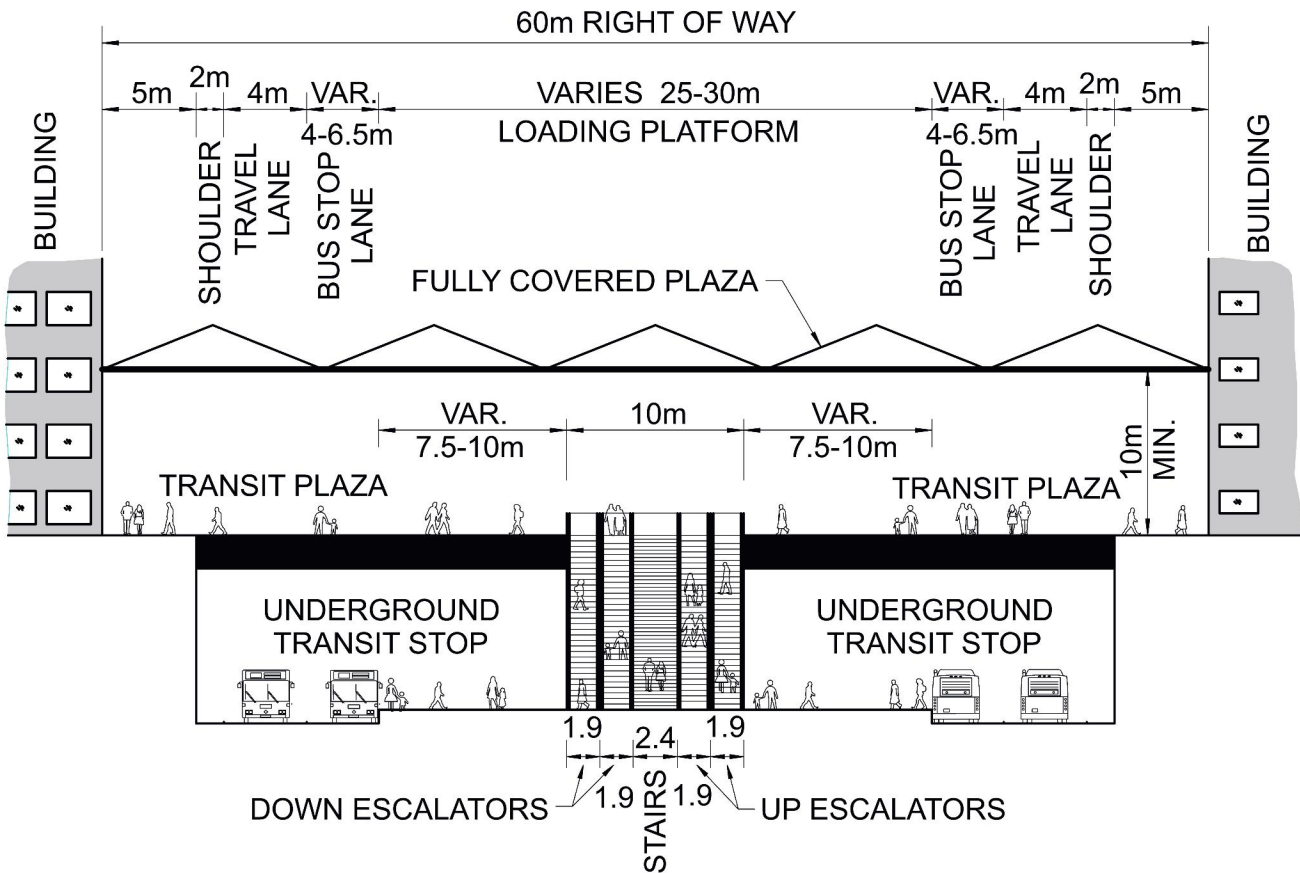 60m RIGHT OF WAY
5m
2m
4m
VAR.
4-6.5m
VARIES 25-30m
LOADING PLATFORM
VAR.
4-6.5m
4m
2m
5m
BUILDING
SHOULDER
TRAVEL
LANE
BUS STOP
LANE
BUS STOP
LANE
TRAVEL
LANE
SHOULDER
BUILDING
FULLY COVERED PLAZA
VAR.
7.5-10m
10m
VAR.
7.5-10m
10m
MIN.
TRANSIT PLAZA
TRANSIT PLAZA
UNDERGROUND
TRANSIT STOP
UNDERGROUND
TRANSIT STOP
1.9
2.4
1.9
DOWN ESCALATORS
1.9
STAIRS
1.9
UP ESCALATORS